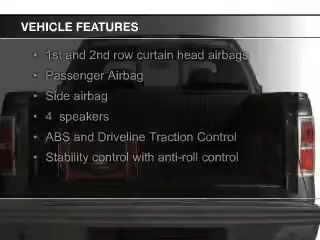 VEHICLE FEATURES
• 1st and 2nd row curtain head airbags
• Passenger Airbag
• Side airbag
• 4 speakers
• ABS and Driveline Traction Control
• Stability control with anti-roll control